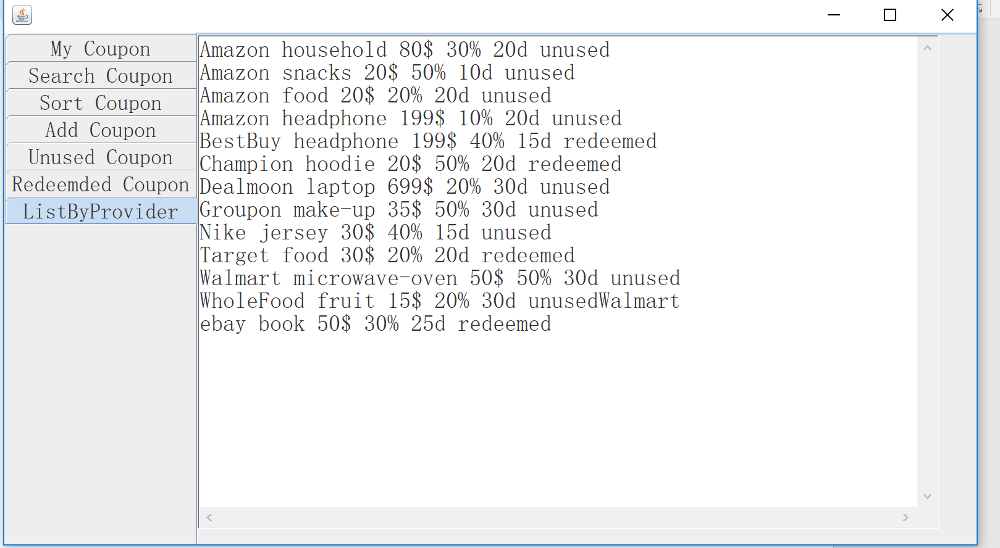 My Coupon
Search Coupon
Sort Coupon
Add Coupon
Unused Coupon
Redeemded Coupon
ListByProvider
Amazon household 80$ 30% 20d unused
Amazon snacks 20$ 50% 10d unused
Amazon food 20$ 20% 20d unused
Amazon headphone 199$ 10% 20d unused
BestBuy headphone 199$ 40% 15d redeemed
Champion hoodie 20$ 50% 20d redeemed
Dealmoon laptop 699$ 20% 30d unused
Groupon make-up 35$ 50% 30d unused
Nike jersey 30$ 40% 15d unused
Target food 30$ 20% 20d redeemed
Walmart microwave-oven 50$ 50% 30d unused
WholeFood fruit 15$ 20% 30d unusedWalmart
ebay book 50$ 30% 25d redeemed